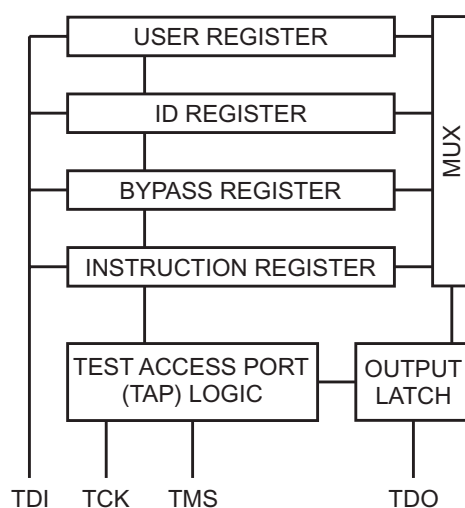 USER REGISTER
ID REGISTER
BYPASS REGISTER
INSTRUCTION REGISTER
MUX
TEST ACCESS PORT
(TAP) LOGIC
OUTPUT
LATCH
TDI
TCK
TMS
TDO